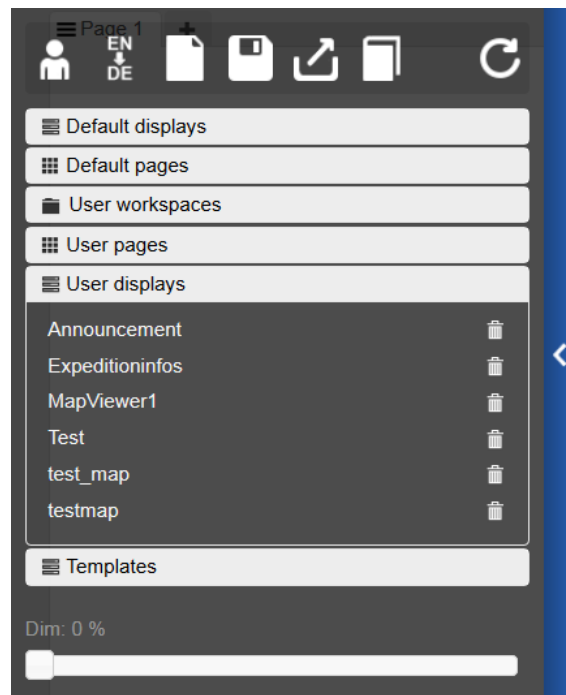 Page 1
EN
DE
Default displays
Default pages
User workspaces
User pages
User displays
Announcement
Expeditioninfos
MapViewer1
Test
test_map
testmap
Templates
Dim: 0 %